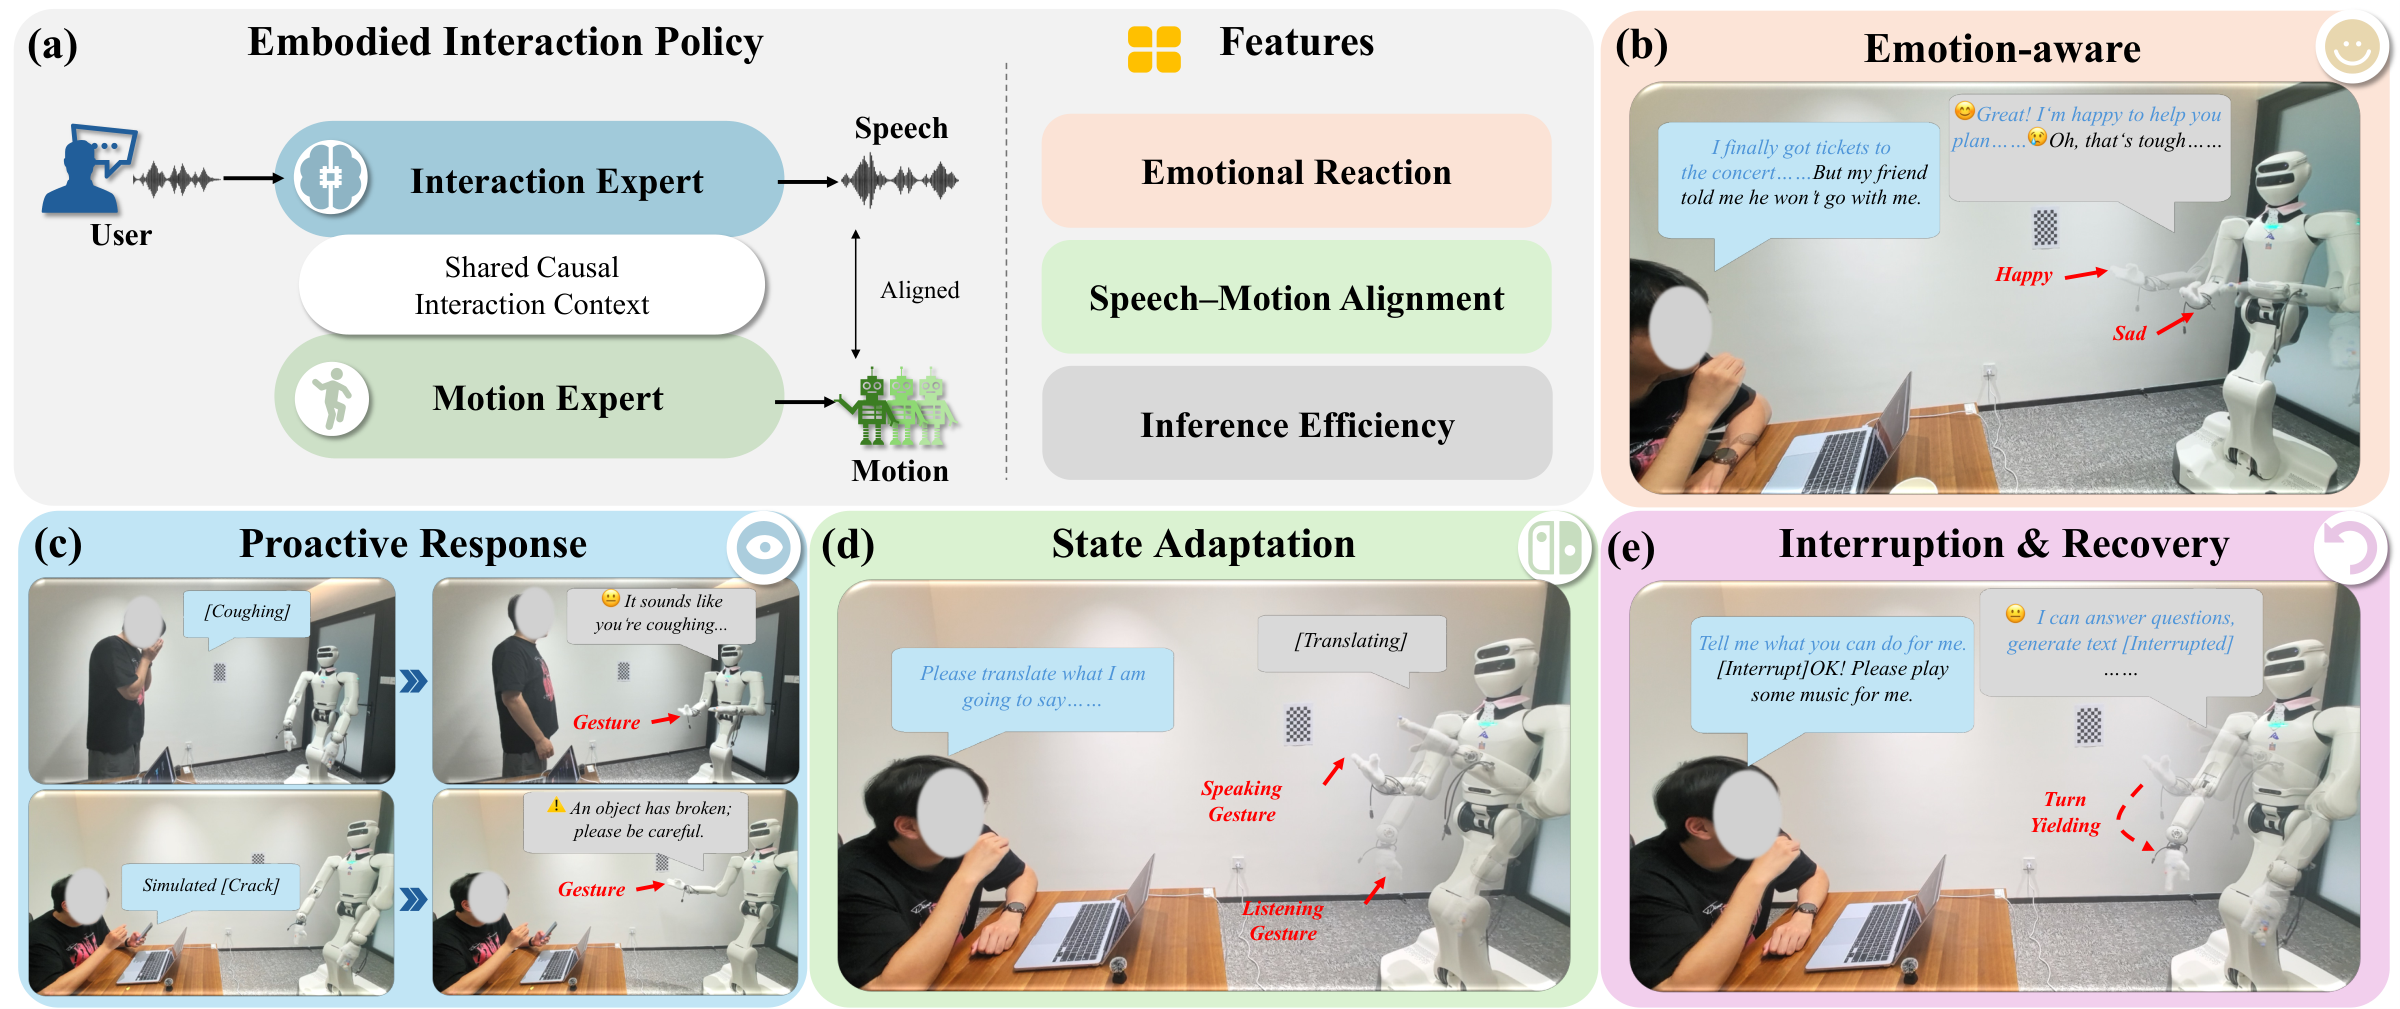 (a)
Embodied Interaction Policy
Features
User
Interaction Expert
Shared Causal
Interaction Context
Motion Expert
Speech
Aligned
Motion
Emotional Reaction
Speech–Motion Alignment
Inference Efficiency
(b)
Emotion-aware
I finally got tickets to
the concert……But my friend
told me he won't go with me.
😊Great! I'm happy to help you
plan……😢Oh, that's tough……
Happy
Sad
(c)
Proactive Response
[Coughing]
😐 It sounds like
you're coughing...
Gesture
Simulated [Crack]
⚠ An object has broken;
please be careful.
Gesture
(d)
State Adaptation
Please translate what I am
going to say……
[Translating]
Speaking
Gesture
Listening
Gesture
(e)
Interruption & Recovery
Tell me what you can do for me.
[Interrupt]OK! Please play
some music for me.
😐 I can answer questions,
generate text [Interrupted]
……
Turn
Yielding